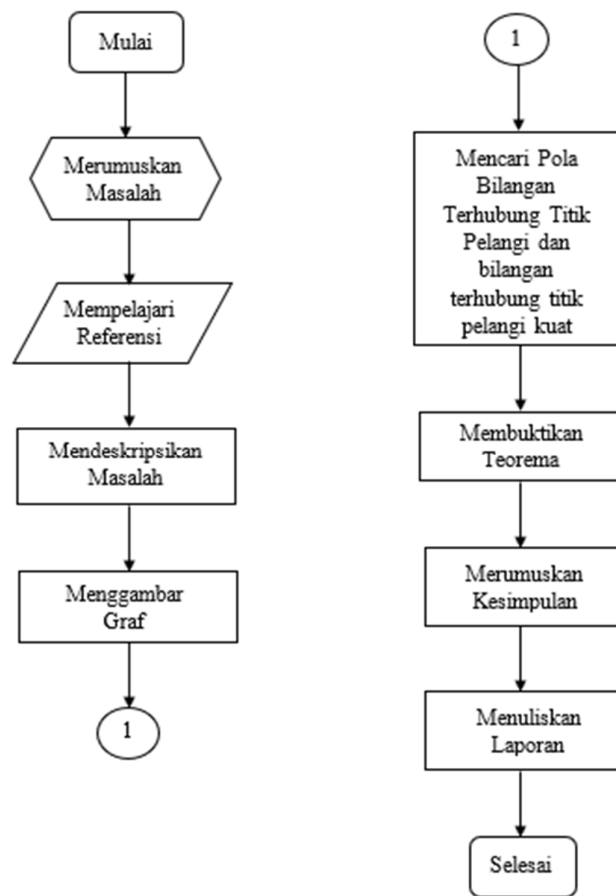 Mulai
Merumuskan
Masalah
Mempelajari
Referensi
Mendeskripsikan
Masalah
Menggambar
Graf
1
1
Mencari Pola
Bilangan
Terhubung Titik
Pelangi dan
bilangan
terhubung titik
pelangi kuat
Membuktikan
Teorema
Merumuskan
Kesimpulan
Menuliskan
Laporan
Selesai